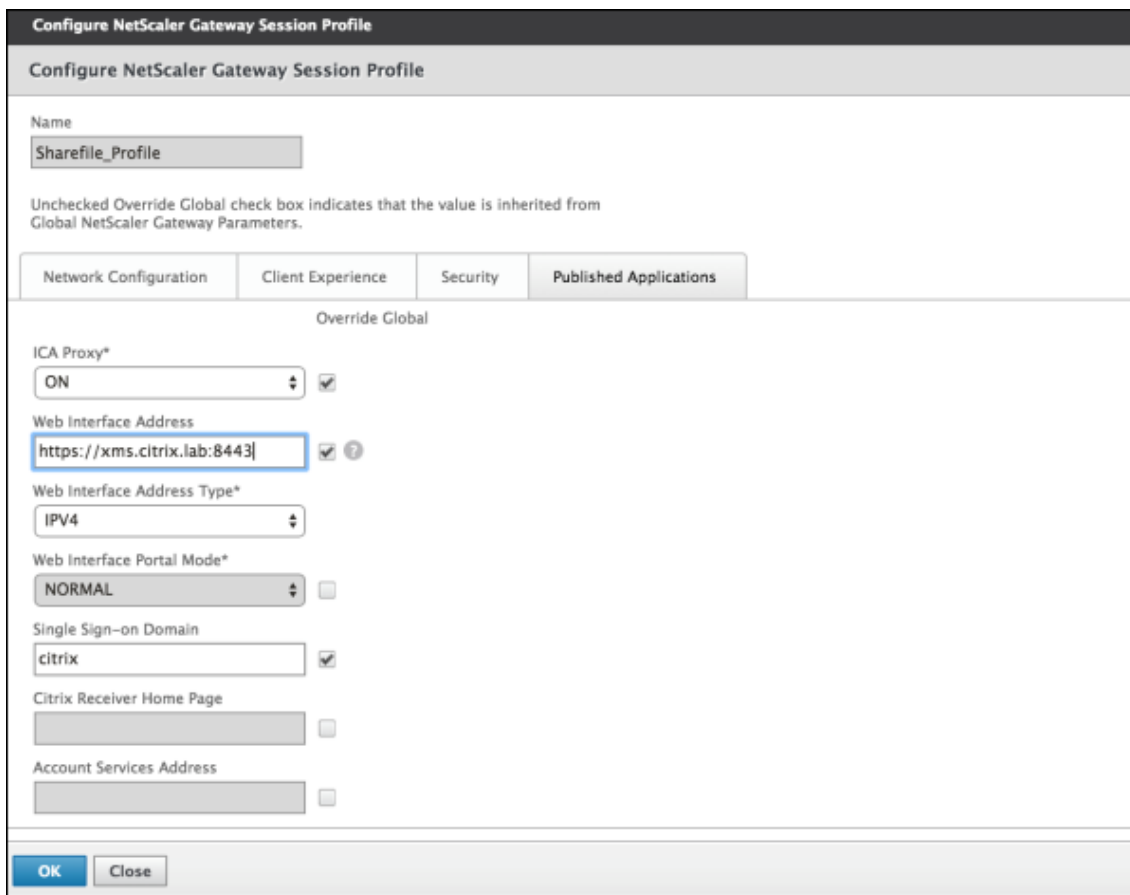 Configure NetScaler Gateway Session Profile
Configure NetScaler Gateway Session Profile
Name
Sharefile_Profile
Unchecked Override Global check box indicates that the value is inherited from
Global NetScaler Gateway Parameters.
Network Configuration Client Experience Security Published Applications
Override Global
ICA Proxy*
ON
Web Interface Address
https://xms.citrix.lab:8443
?
Web Interface Address Type*
IPV4
Web Interface Portal Mode*
NORMAL
Single Sign-on Domain
citrix
Citrix Receiver Home Page
Account Services Address
OK Close